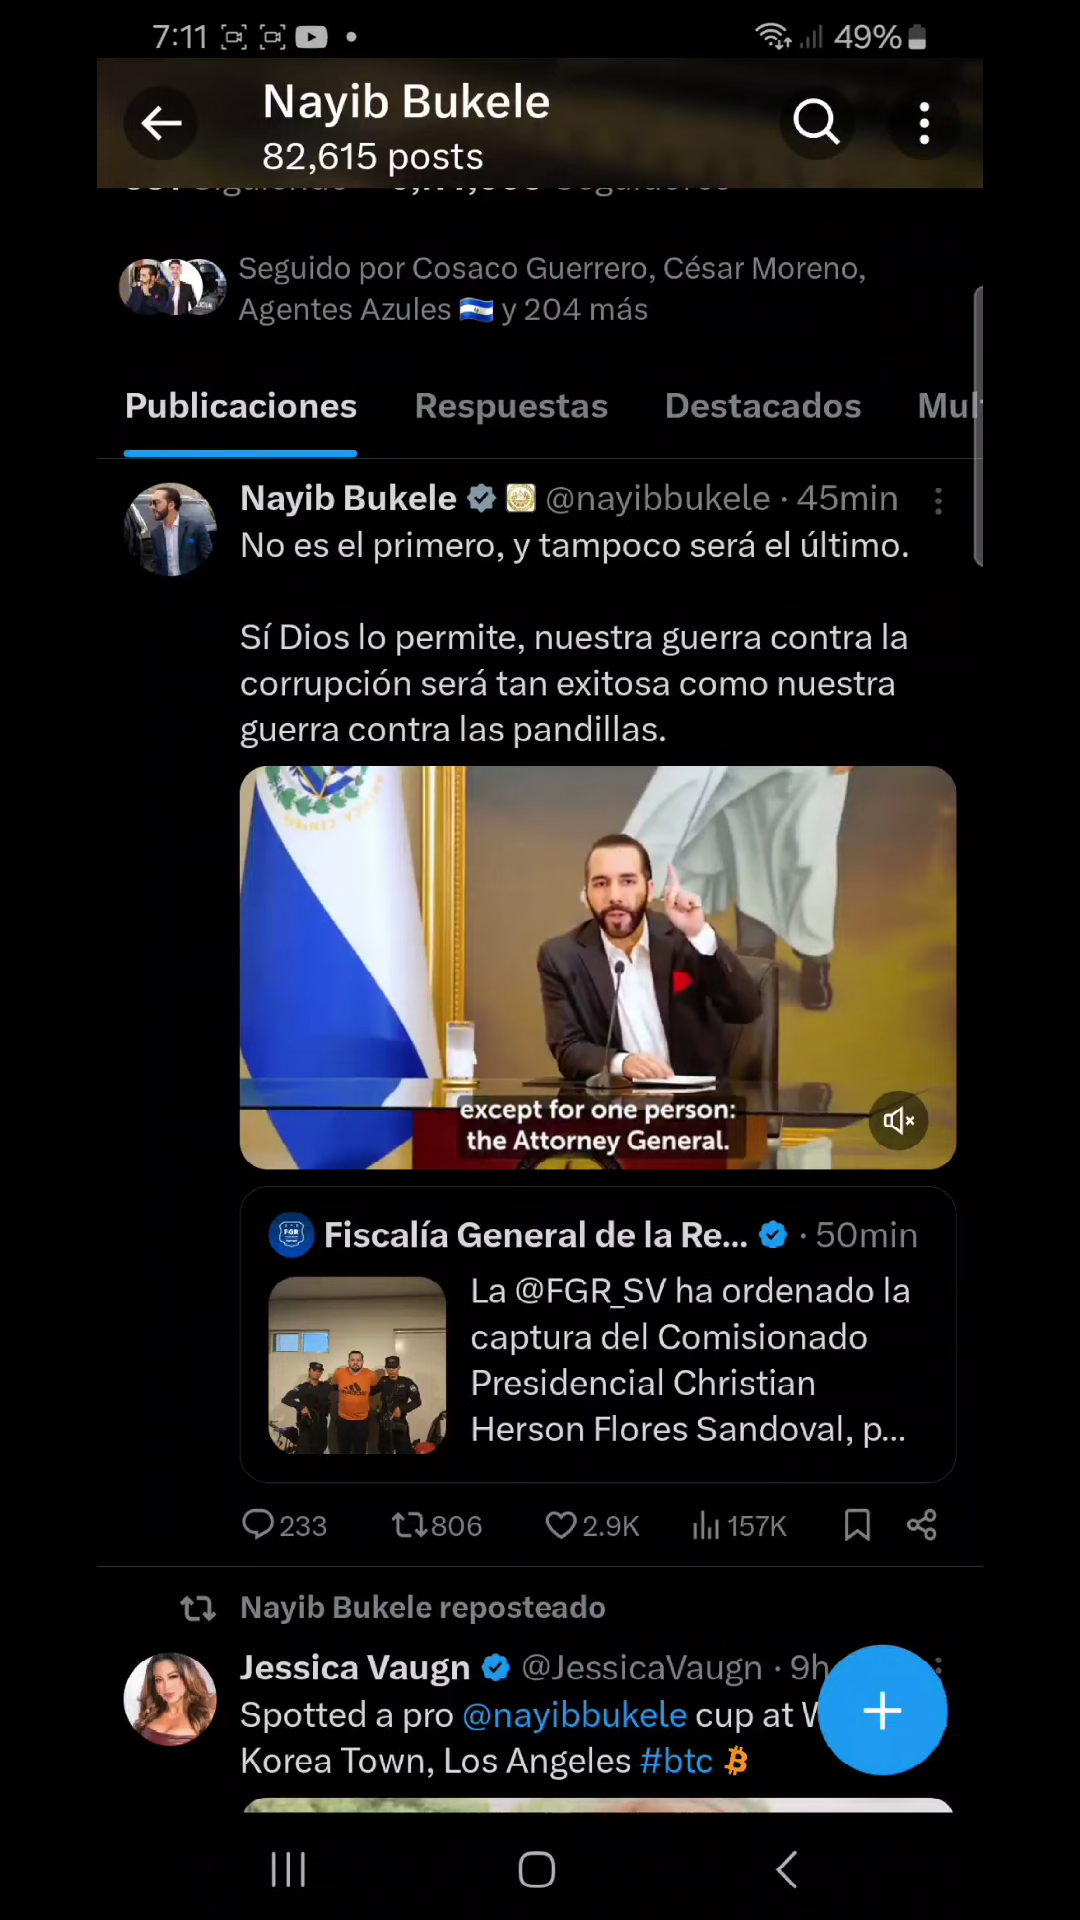 7:11
49%
Nayib Bukele
82,615 posts
Seguido por Cosaco Guerrero, César Moreno,
Agentes Azules 🇸🇻 y 204 más
Publicaciones Respuestas Destacados
Nayib Bukele @nayibbukele · 45min
No es el primero, y tampoco será el último.
Sí Dios lo permite, nuestra guerra contra la
corrupción será tan exitosa como nuestra
guerra contra las pandillas.
except for one person:
the Attorney General.
Fiscalía General de la Re... · 50min
La @FGR_SV ha ordenado la
captura del Comisionado
Presidencial Christian
Herson Flores Sandoval, p...
233 806 2.9K 157K
Nayib Bukele reposteado
Jessica Vaugn @JessicaVaugn · 9h
Spotted a pro @nayibbukele cup at
Korea Town, Los Angeles #btc